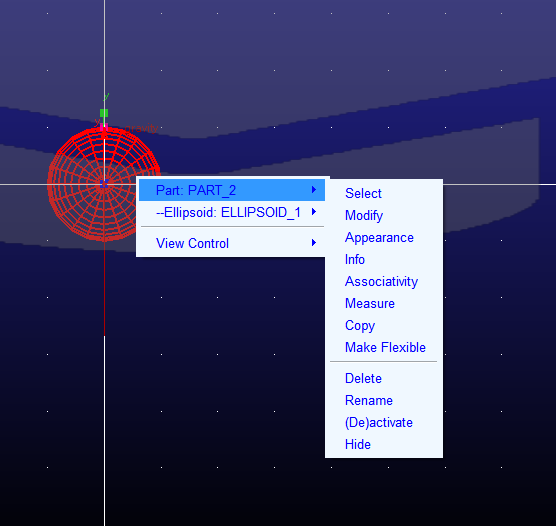 y
Part: PART_2
--Ellipsoid: ELLIPSOID_1
View Control
Select
Modify
Appearance
Info
Associativity
Measure
Copy
Make Flexible
Delete
Rename
(De)activate
Hide